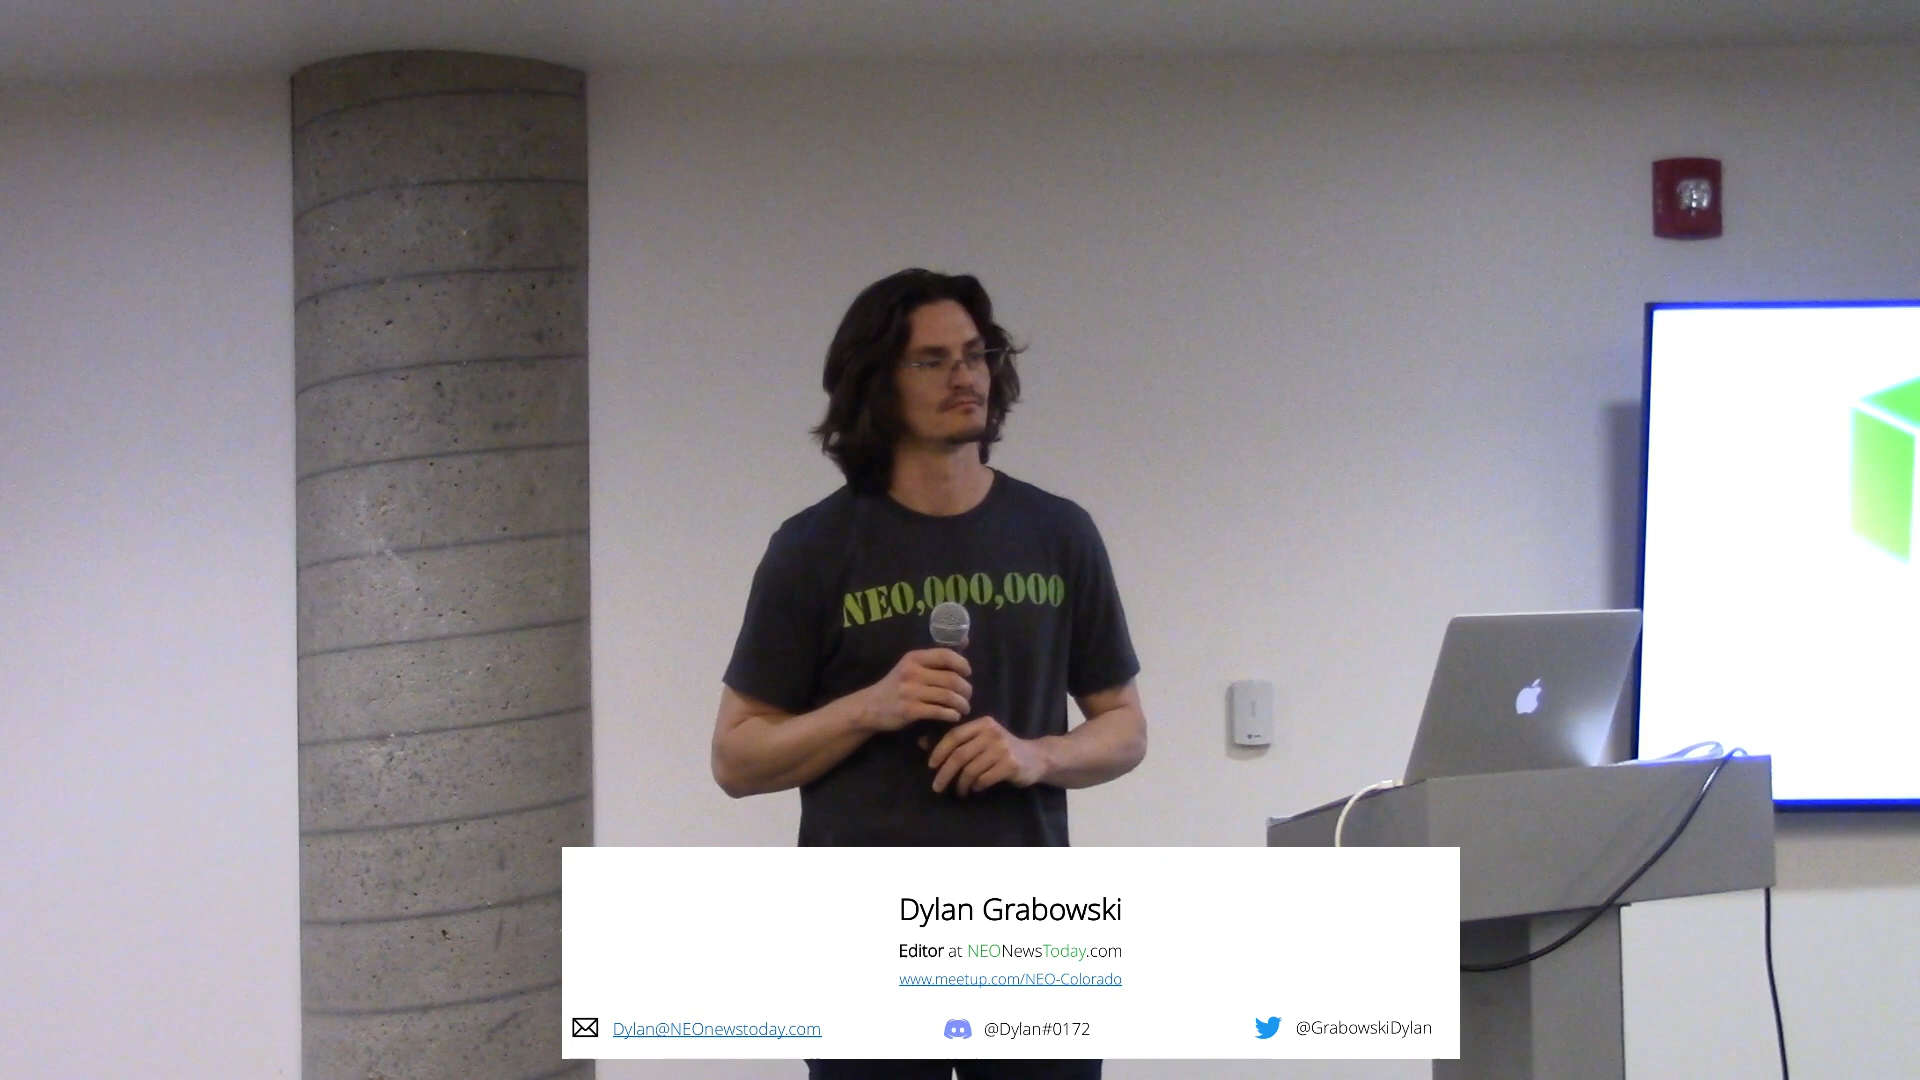 NEO,000,000
Dylan Grabowski
Editor at NEONewsToday.com
www.meetup.com/NEO-Colorado
Dylan@NEOnewstoday.com
@Dylan#0172
@GrabowskiDylan